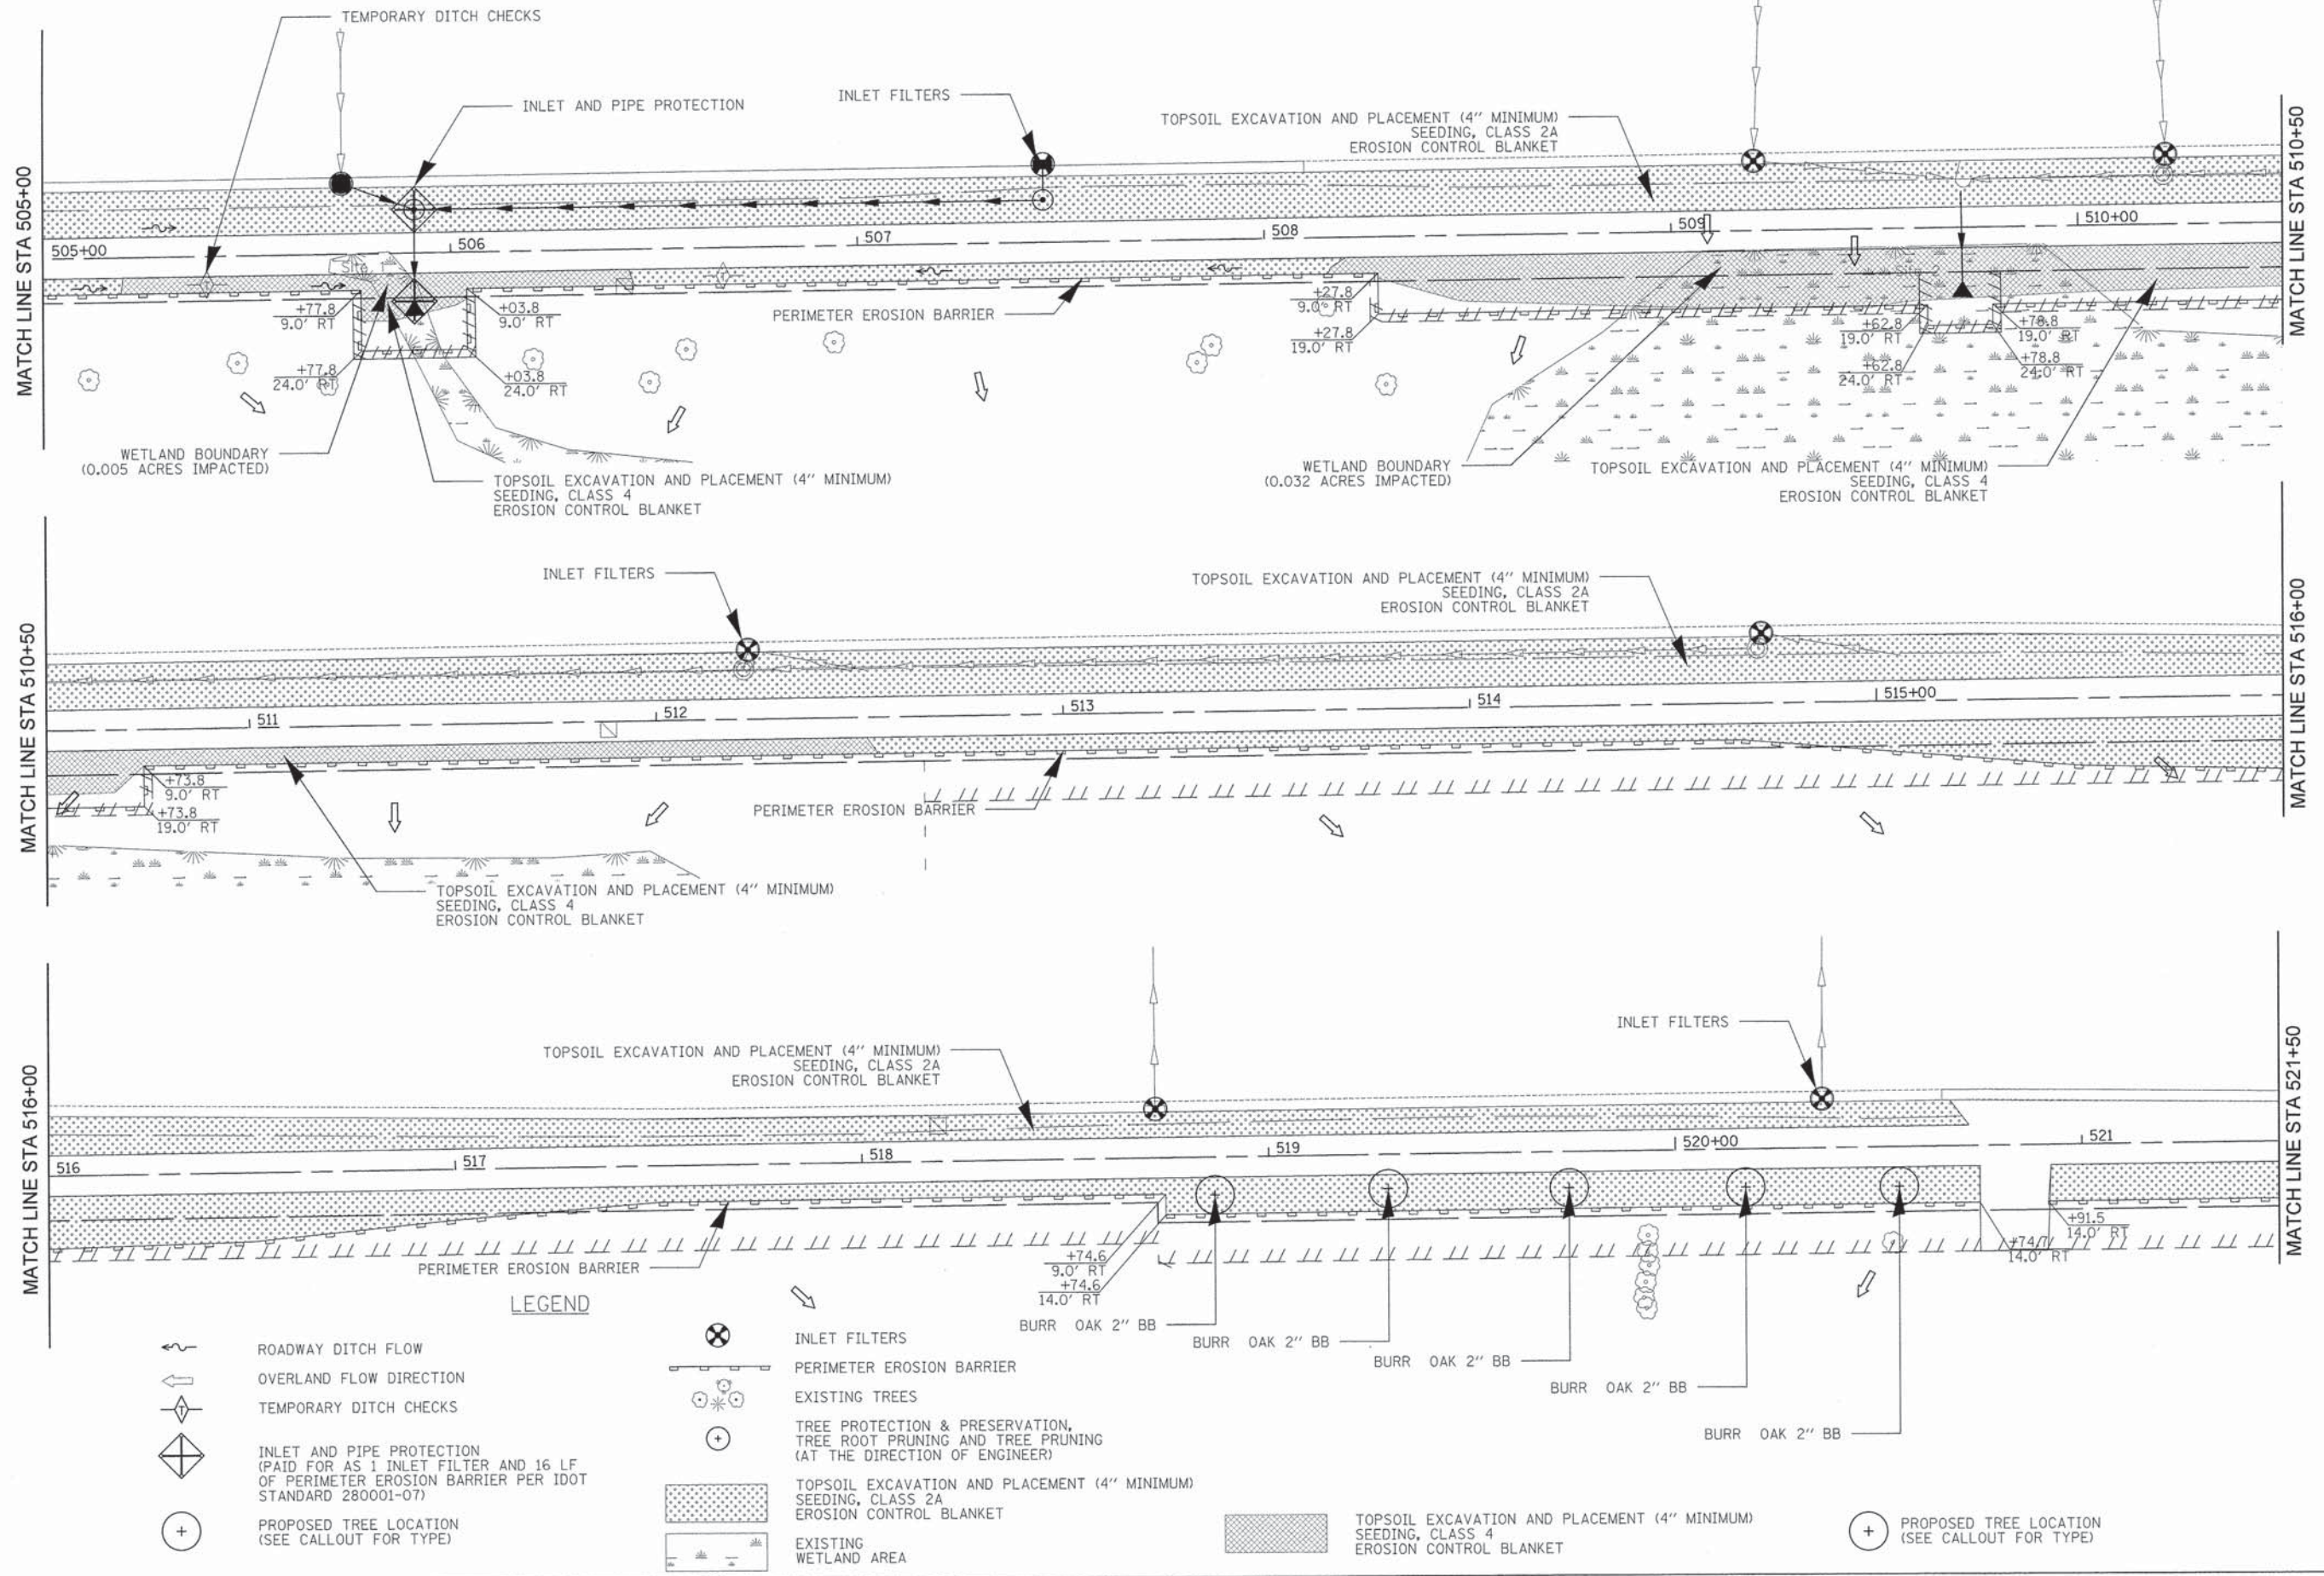 TEMPORARY DITCH CHECKS
INLET AND PIPE PROTECTION
INLET FILTERS
TOPSOIL EXCAVATION AND PLACEMENT (4" MINIMUM)
SEEDING, CLASS 2A
EROSION CONTROL BLANKET
MATCH LINE STA 505+00
MATCH LINE STA 510+50
505+00
506
507
508
509
510+00
+77.8
9.0' RT
+03.8
9.0' RT
+77.8
24.0' RT
+03.8
24.0' RT
PERIMETER EROSION BARRIER
+27.8
9.0' RT
+27.8
19.0' RT
+62.8
19.0' RT
+78.8
19.0' RT
+62.8
24.0' RT
+78.8
24.0' RT
WETLAND BOUNDARY
(0.005 ACRES IMPACTED)
TOPSOIL EXCAVATION AND PLACEMENT (4" MINIMUM)
SEEDING, CLASS 4
EROSION CONTROL BLANKET
WETLAND BOUNDARY
(0.032 ACRES IMPACTED)
TOPSOIL EXCAVATION AND PLACEMENT (4" MINIMUM)
SEEDING, CLASS 4
EROSION CONTROL BLANKET
MATCH LINE STA 510+50
MATCH LINE STA 516+00
INLET FILTERS
TOPSOIL EXCAVATION AND PLACEMENT (4" MINIMUM)
SEEDING, CLASS 2A
EROSION CONTROL BLANKET
511
512
513
514
515+00
+73.8
9.0' RT
+73.8
19.0' RT
PERIMETER EROSION BARRIER
TOPSOIL EXCAVATION AND PLACEMENT (4" MINIMUM)
SEEDING, CLASS 4
EROSION CONTROL BLANKET
MATCH LINE STA 516+00
MATCH LINE STA 521+50
TOPSOIL EXCAVATION AND PLACEMENT (4" MINIMUM)
SEEDING, CLASS 2A
EROSION CONTROL BLANKET
INLET FILTERS
516
517
518
519
520+00
521
PERIMETER EROSION BARRIER
+74.6
9.0' RT
+74.6
14.0' RT
+91.5
14.0' RT
+74.7
14.0' RT
BURR OAK 2" BB
BURR OAK 2" BB
BURR OAK 2" BB
BURR OAK 2" BB
BURR OAK 2" BB
LEGEND
ROADWAY DITCH FLOW
OVERLAND FLOW DIRECTION
T
TEMPORARY DITCH CHECKS
INLET AND PIPE PROTECTION
(PAID FOR AS 1 INLET FILTER AND 16 LF
OF PERIMETER EROSION BARRIER PER IDOT
STANDARD 280001-07)
PROPOSED TREE LOCATION
(SEE CALLOUT FOR TYPE)
INLET FILTERS
PERIMETER EROSION BARRIER
EXISTING TREES
TREE PROTECTION & PRESERVATION,
TREE ROOT PRUNING AND TREE PRUNING
(AT THE DIRECTION OF ENGINEER)
TOPSOIL EXCAVATION AND PLACEMENT (4" MINIMUM)
SEEDING, CLASS 2A
EROSION CONTROL BLANKET
EXISTING
WETLAND AREA
TOPSOIL EXCAVATION AND PLACEMENT (4" MINIMUM)
SEEDING, CLASS 4
EROSION CONTROL BLANKET
PROPOSED TREE LOCATION
(SEE CALLOUT FOR TYPE)